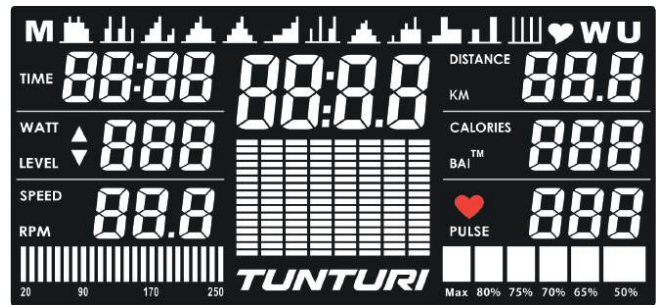 M W U
TIME 88:88
88:8.8
DISTANCE
KM 88.8
WATT
LEVEL 888
CALORIES
BAI™ 888
SPEED
RPM 88.8
PULSE 888
TUNTURI
20 90 170 250
Max 80% 75% 70% 65% 50%